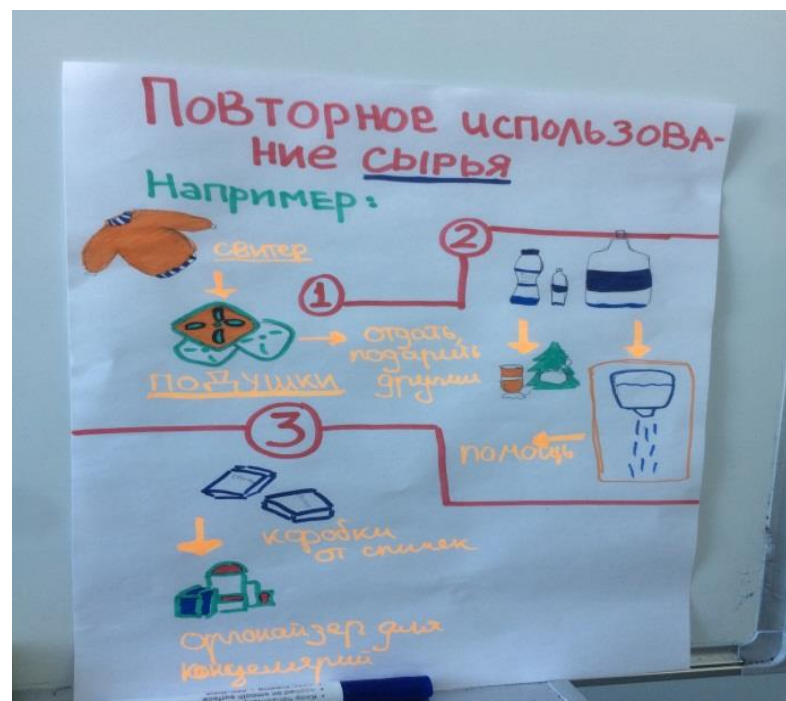 Повторное использова-
ние сырья
Например:
свитер
1
2
отдать,
подарить
другим
подушки
помощь
3
коробки
от спичек
органайзер для
канцелярий